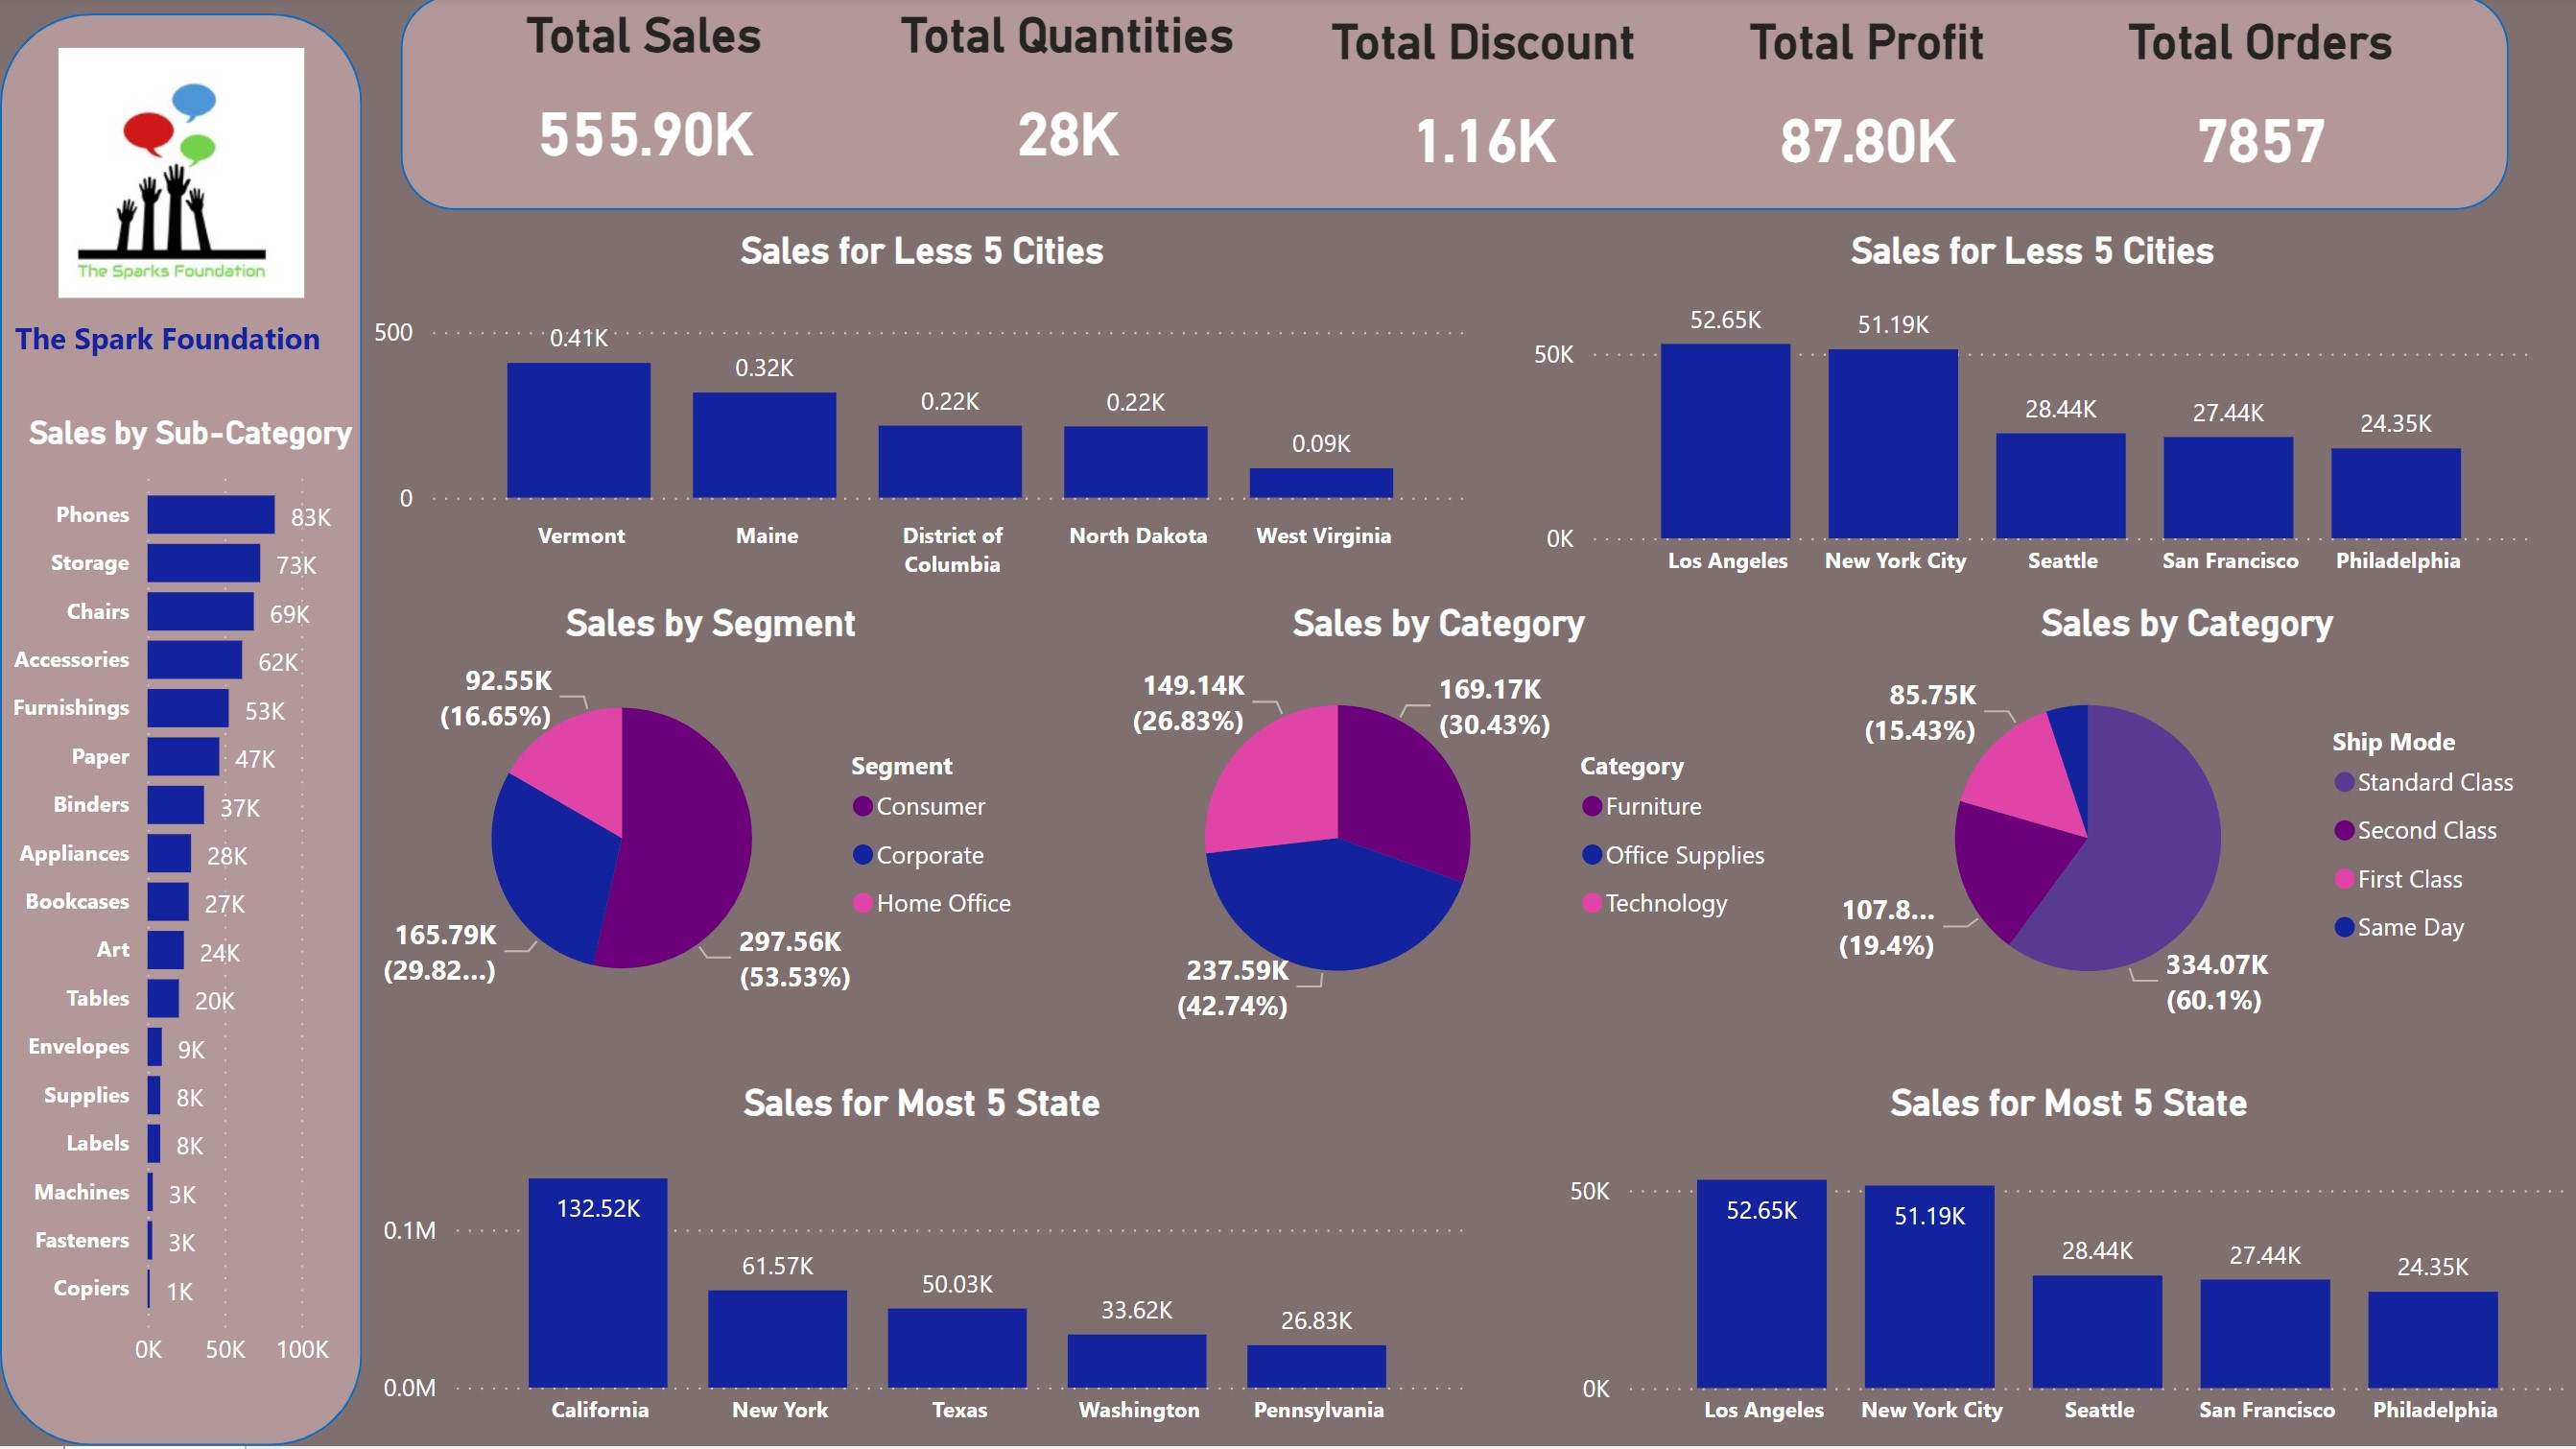 The Sparks Foundation
The Spark Foundation
Sales by Sub-Category
Phones 83K
Storage 73K
Chairs 69K
Accessories 62K
Furnishings 53K
Paper 47K
Binders 37K
Appliances 28K
Bookcases 27K
Art 24K
Tables 20K
Envelopes 9K
Supplies 8K
Labels 8K
Machines 3K
Fasteners 3K
Copiers 1K
0K 50K 100K
Total Sales Total Quantities Total Discount Total Profit Total Orders
555.90K 28K 1.16K 87.80K 7857
Sales for Less 5 Cities
500
0
0.41K 0.32K 0.22K 0.22K 0.09K
Vermont Maine District of North Dakota West Virginia
Columbia
Sales for Less 5 Cities
50K
0K
52.65K 51.19K 28.44K 27.44K 24.35K
Los Angeles New York City Seattle San Francisco Philadelphia
Sales by Segment
92.55K
(16.65%)
165.79K
(29.82...)
297.56K
(53.53%)
Segment
Consumer
Corporate
Home Office
Sales by Category
149.14K
(26.83%)
169.17K
(30.43%)
237.59K
(42.74%)
Category
Furniture
Office Supplies
Technology
Sales by Category
85.75K
(15.43%)
107.8...
(19.4%)
334.07K
(60.1%)
Ship Mode
Standard Class
Second Class
First Class
Same Day
Sales for Most 5 State
0.1M
0.0M
132.52K 61.57K 50.03K 33.62K 26.83K
California New York Texas Washington Pennsylvania
Sales for Most 5 State
50K
0K
52.65K 51.19K 28.44K 27.44K 24.35K
Los Angeles New York City Seattle San Francisco Philadelphia